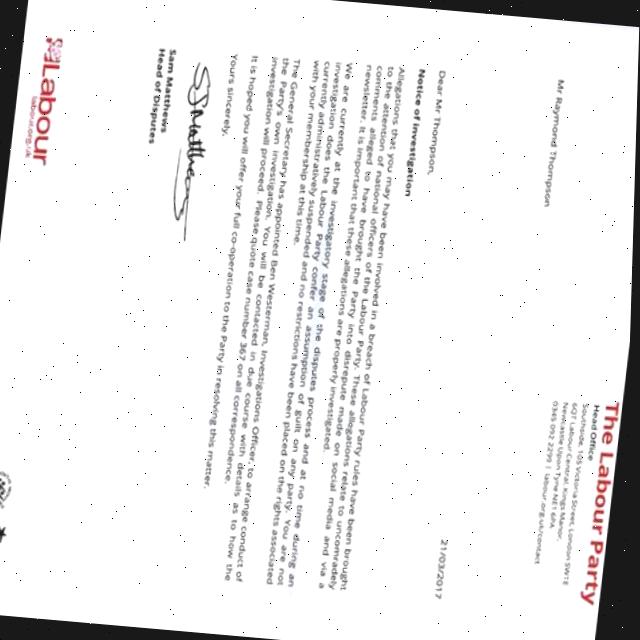 The Labour Party
Head Office
Southside, 105 Victoria Street, London SW1E
6QT Labour Central, Kings Manor,
Newcastle Upon Tyne NE1 6PA
0345 092 2299 | labour.org.uk/contact
Mr Raymond Thompson
21/03/2017
Dear Mr Thompson,
Notice of investigation
Allegations that you may have been involved in a breach of Labour Party rules have been brought
to the attention of national officers of the Labour Party. These allegations relate to uncomradely
comments alleged to have brought the Party into disrepute made on social media and via a
newsletter. It is important that these allegations are properly investigated.
We are currently at the investigatory stage of the disputes process and at no time during an
investigation does the Labour Party confer an assumption of guilt on any party. You are not
currently administratively suspended and no restrictions have been placed on the rights associated
with your membership at this time.
The General Secretary has appointed Ben Westerman, Investigations Officer, to arrange conduct of
the Party's own investigation. You will be contacted in due course with details as to how the
investigation will proceed. Please quote case number 367 on all correspondence.
It is hoped you will offer your full co-operation to the Party in resolving this matter.
Yours sincerely,
SJMatthews
Sam Matthews
Head of Disputes
Labour
labour.org.uk